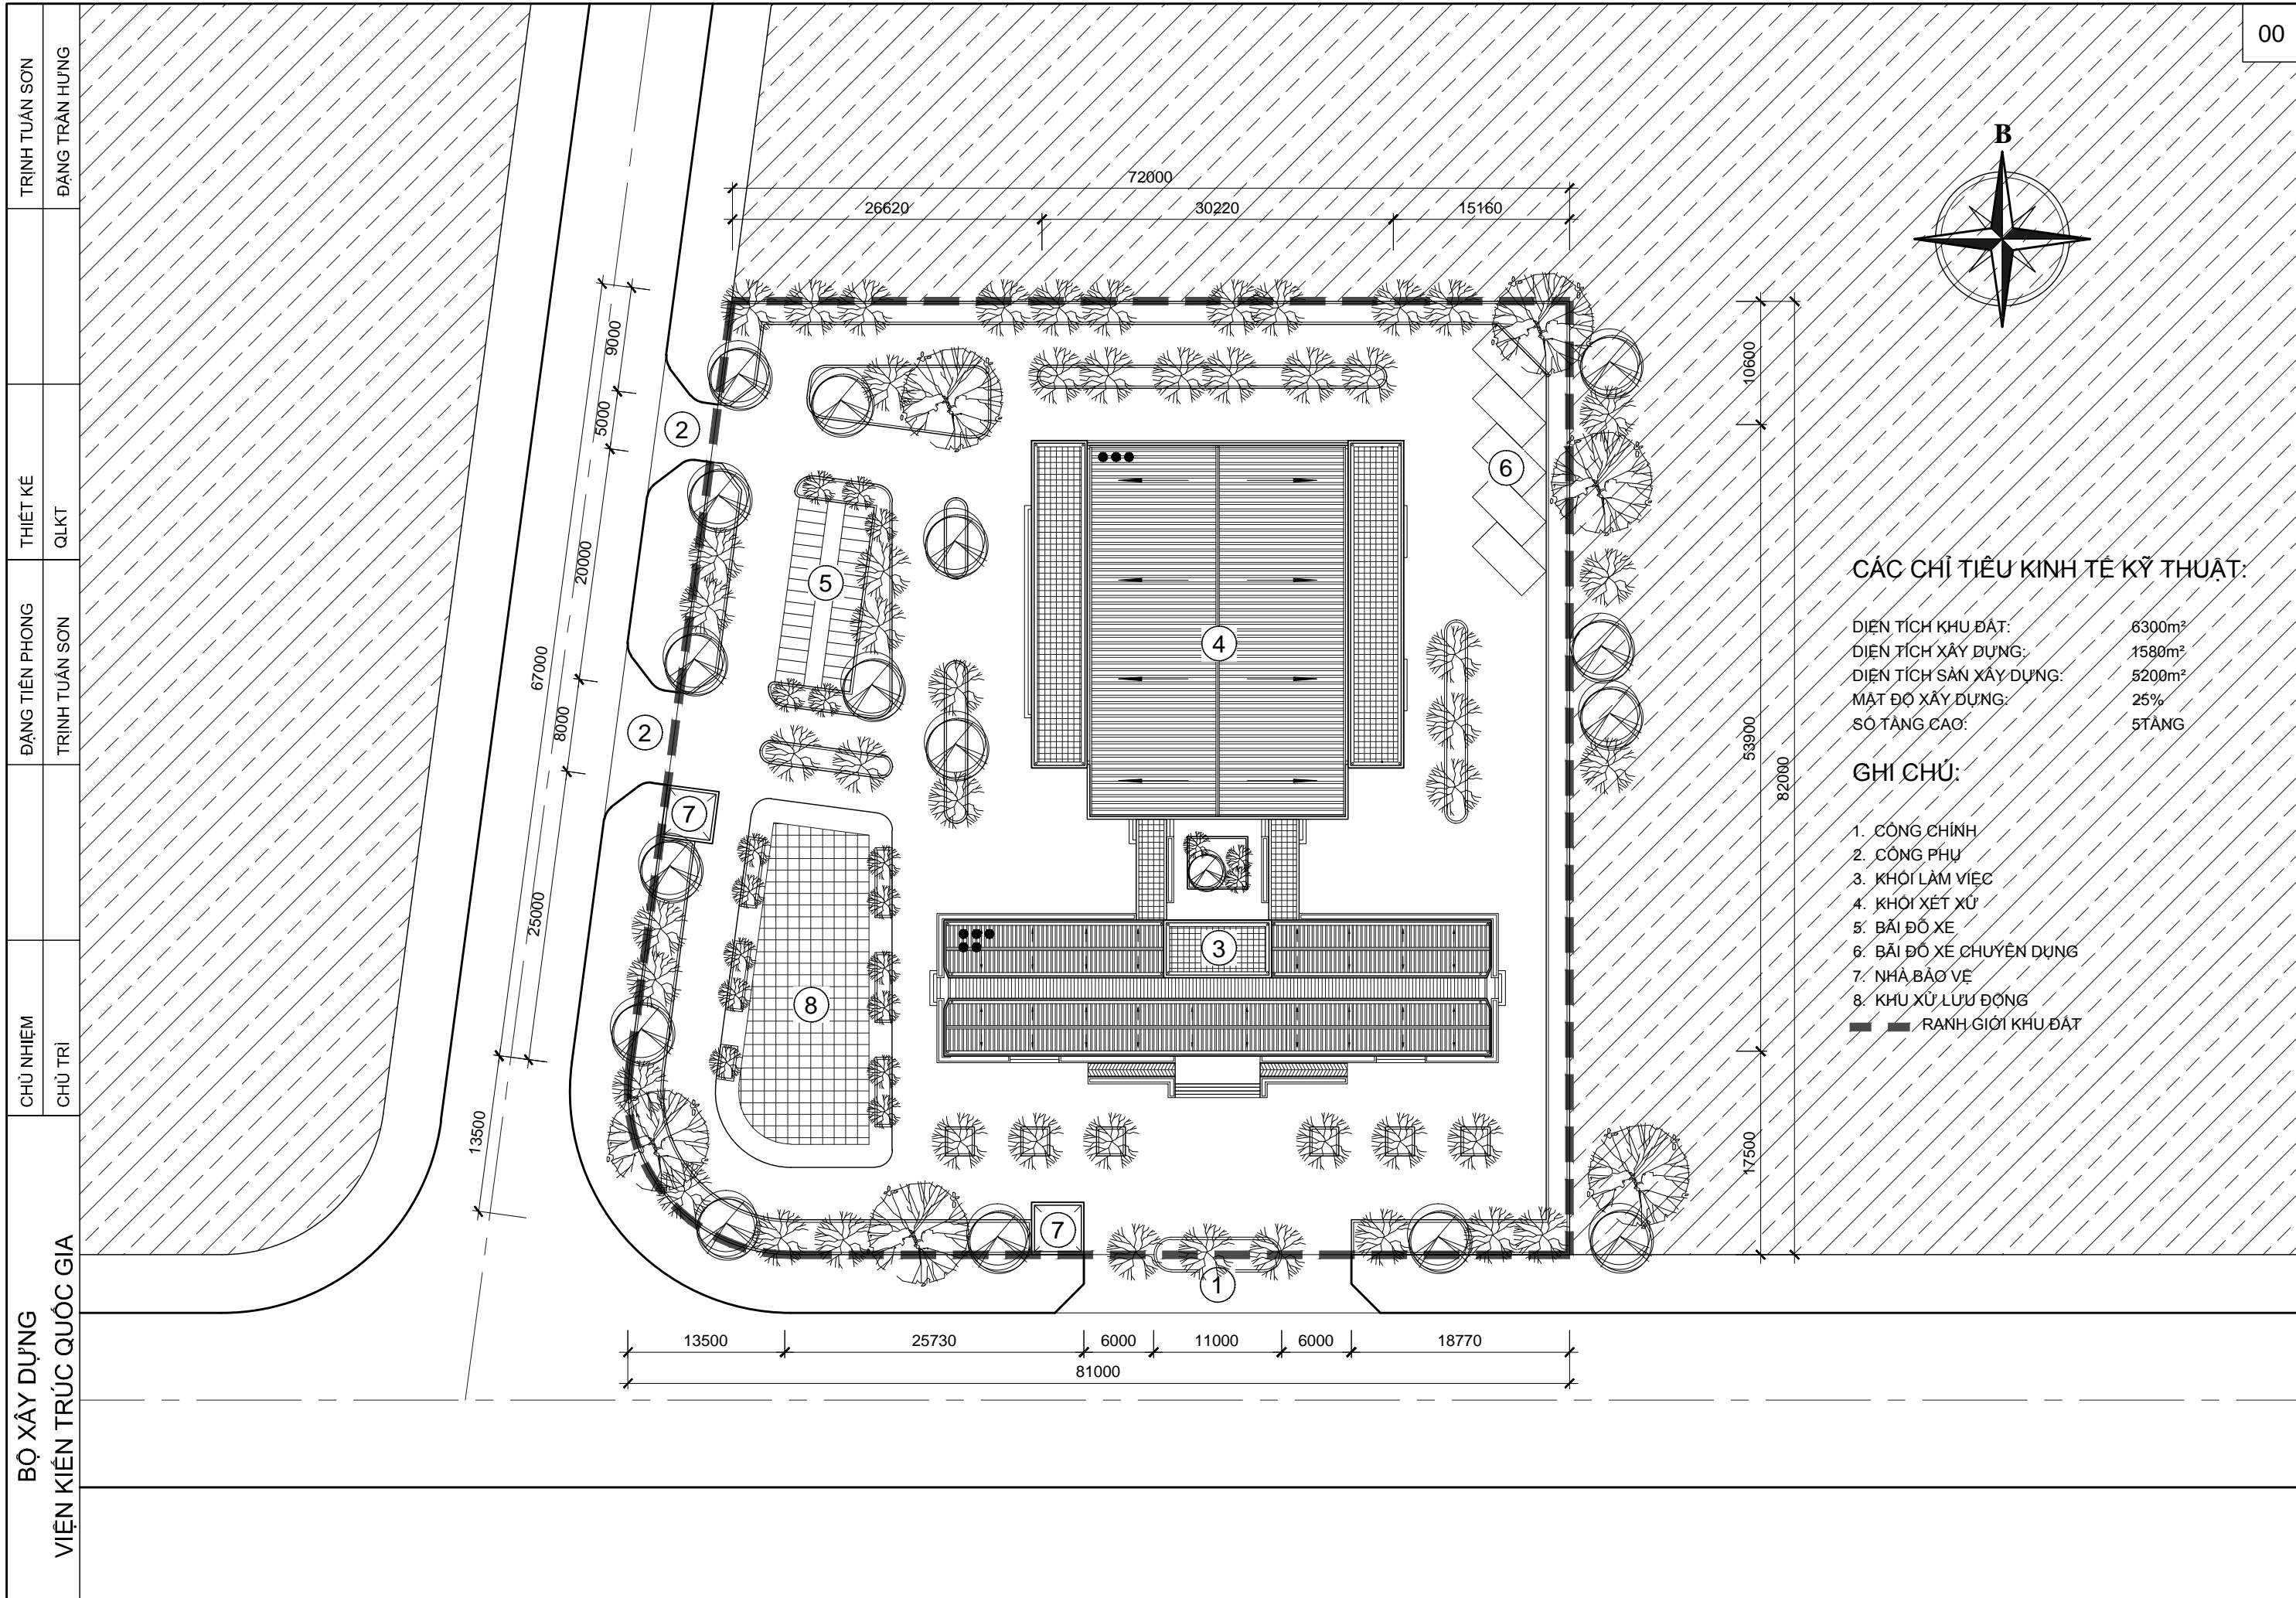 00
B
72000
26620
30220
15160
9000
5000
20000
67000
8000
25000
13500
10600
53900
82000
17500
2
2
5
6
4
7
8
3
7
1
CÁC CHỈ TIÊU KINH TẾ KỸ THUẬT:
DIỆN TÍCH KHU ĐẤT: 6300m²
DIỆN TÍCH XÂY DỰNG: 1580m²
DIỆN TÍCH SÀN XÂY DỰNG: 5200m²
MẬT ĐỘ XÂY DỰNG: 25%
SỐ TẦNG CAO: 5TẦNG
GHI CHÚ:
1. CỔNG CHÍNH
2. CỔNG PHỤ
3. KHỐI LÀM VIỆC
4. KHỐI XÉT XỬ
5. BÃI ĐỖ XE
6. BÃI ĐỖ XE CHUYÊN DỤNG
7. NHÀ BẢO VỆ
8. KHU XỬ LƯU ĐỘNG
RANH GIỚI KHU ĐẤT
13500
25730
6000
11000
6000
18770
81000
BỘ XÂY DỰNG
VIỆN KIẾN TRÚC QUỐC GIA
CHỦ NHIỆM
CHỦ TRÌ
ĐẶNG TIÊN PHONG
TRỊNH TUẤN SƠN
THIẾT KẾ
QLKT
TRỊNH TUẤN SƠN
ĐẶNG TRẦN HƯNG